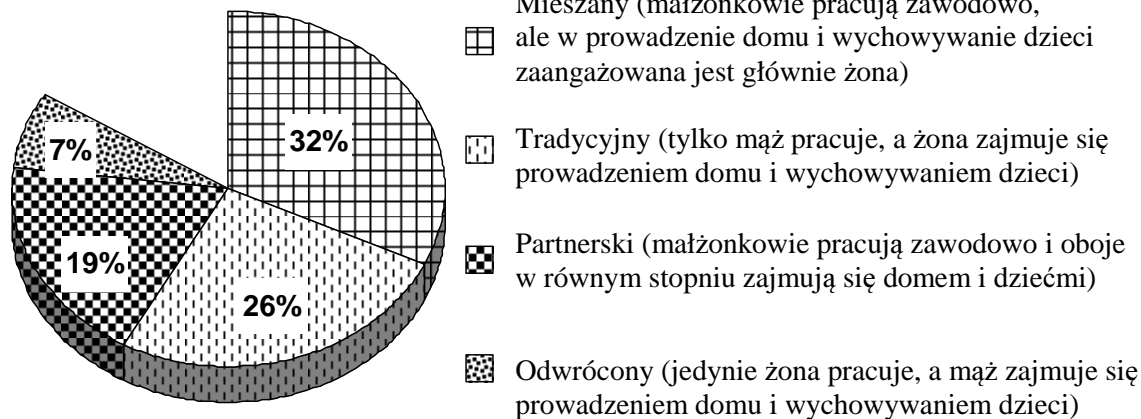 Mieszany (małżonkowie pracują zawodowo,
ale w prowadzenie domu i wychowywanie dzieci
zaangażowana jest głównie żona)
Tradycyjny (tylko mąż pracuje, a żona zajmuje się
prowadzeniem domu i wychowywaniem dzieci)
Partnerski (małżonkowie pracują zawodowo i oboje
w równym stopniu zajmują się domem i dziećmi)
Odwrócony (jedynie żona pracuje, a mąż zajmuje się
prowadzeniem domu i wychowywaniem dzieci)
32%
7%
19%
26%